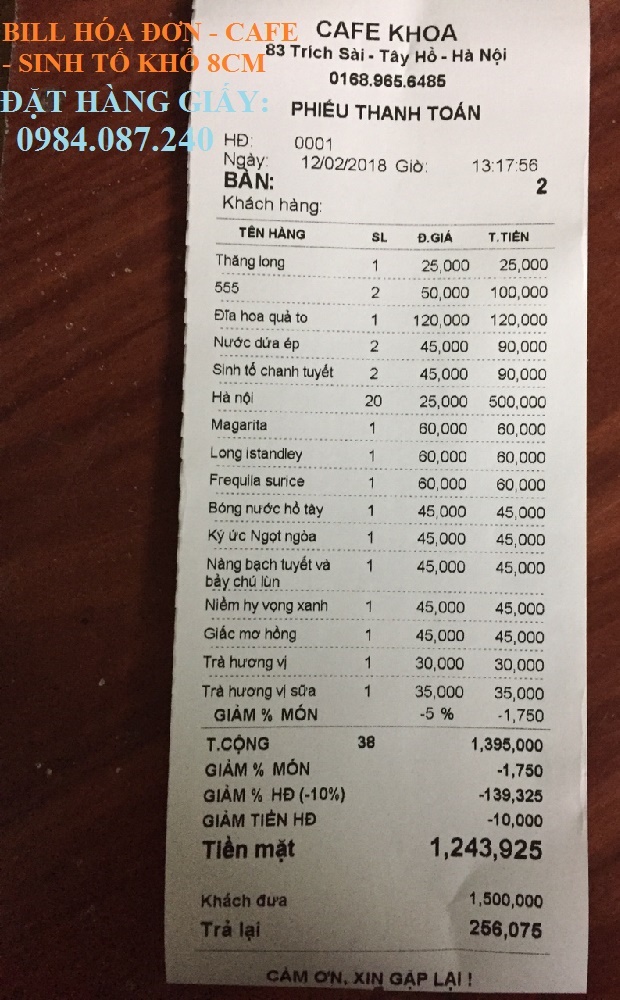 BILL HÓA ĐƠN - CAFE
- SINH TỐ KHỔ 8CM
ĐẶT HÀNG GIẤY:
0984.087.240
CAFE KHOA
83 Trích Sài - Tây Hồ - Hà Nội
0168.965.6485
PHIẾU THANH TOÁN
HĐ: 0001
Ngày: 12/02/2018 Giờ: 13:17:56
BÀN: 2
Khách hàng:
TÊN HÀNG SL Đ.GIÁ T.TIỀN
Thăng long 1 25,000 25,000
555 2 50,000 100,000
Đĩa hoa quả to 1 120,000 120,000
Nước dứa ép 2 45,000 90,000
Sinh tố chanh tuyết 2 45,000 90,000
Hà nội 20 25,000 500,000
Magarita 1 60,000 60,000
Long istandley 1 60,000 60,000
Frequila surice 1 60,000 60,000
Bóng nước hồ tây 1 45,000 45,000
Ký ức Ngọt ngòa 1 45,000 45,000
Nàng bạch tuyết và 1 45,000 45,000
bảy chú lùn
Niềm hy vọng xanh 1 45,000 45,000
Giấc mơ hồng 1 45,000 45,000
Trà hương vị 1 30,000 30,000
Trà hương vị sữa 1 35,000 35,000
GIẢM % MÓN -5 % -1,750
T.CỘNG 38 1,395,000
GIẢM % MÓN -1,750
GIẢM % HĐ (-10%) -139,325
GIẢM TIỀN HĐ -10,000
Tiền mặt 1,243,925
Khách đưa 1,500,000
Trả lại 256,075
CẢM ƠN, XIN GẶP LẠI !